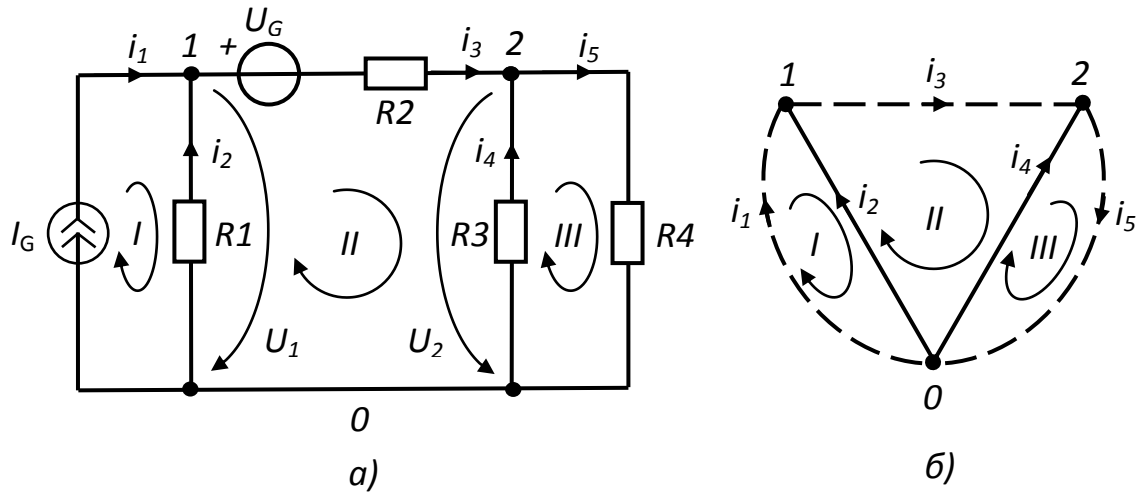 i1 1 + UG i3 2 i5
R2
i2 i4
IG I R1 II R3 III R4
U1 U2
0
а)
1 i3 2
i4
i1 i2 II i5
I III
0
б)